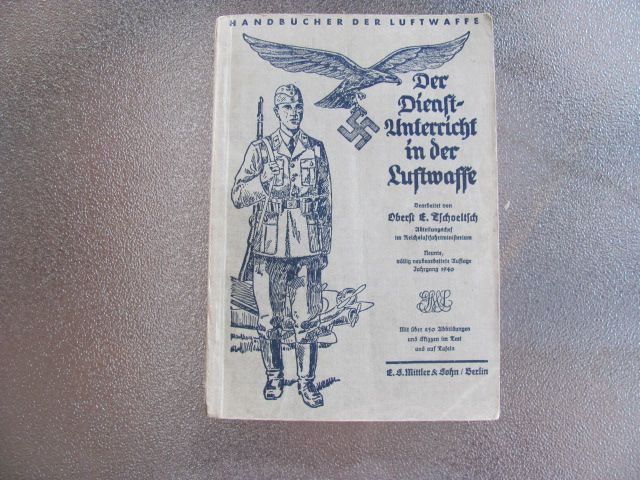 HANDBÜCHER DER LUFTWAFFE
Der
Dienst-
Unterricht
in der
Luftwaffe
Bearbeitet von
Oberst E. Tschoeltsch
Abteilungschef
im Reichsluftfahrtministerium
Neunte,
völlig neubearbeitete Auflage
Jahrgang 1940
Mit über 250 Abbildungen
und Skizzen im Text
und auf Tafeln
E. S. Mittler & Sohn / Berlin